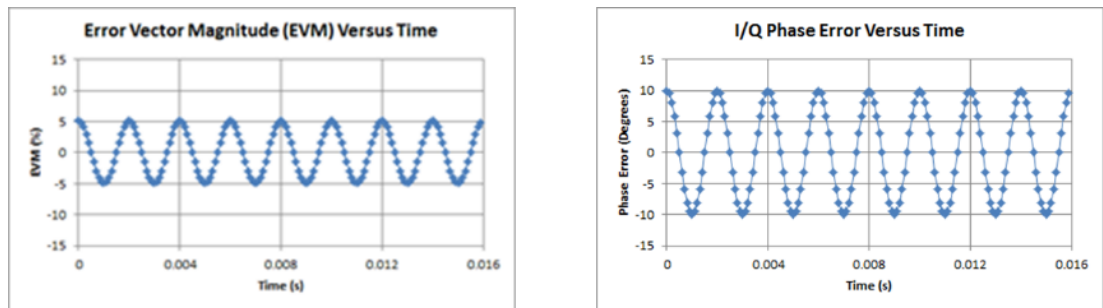 Error Vector Magnitude (EVM) Versus Time
15
10
5
0
-5
-10
-15
EVM (%)
0 0.004 0.008 0.012 0.016
Time (s)
I/Q Phase Error Versus Time
15
10
5
0
-5
-10
-15
Phase Error (Degrees)
0 0.004 0.008 0.012 0.016
Time (s)